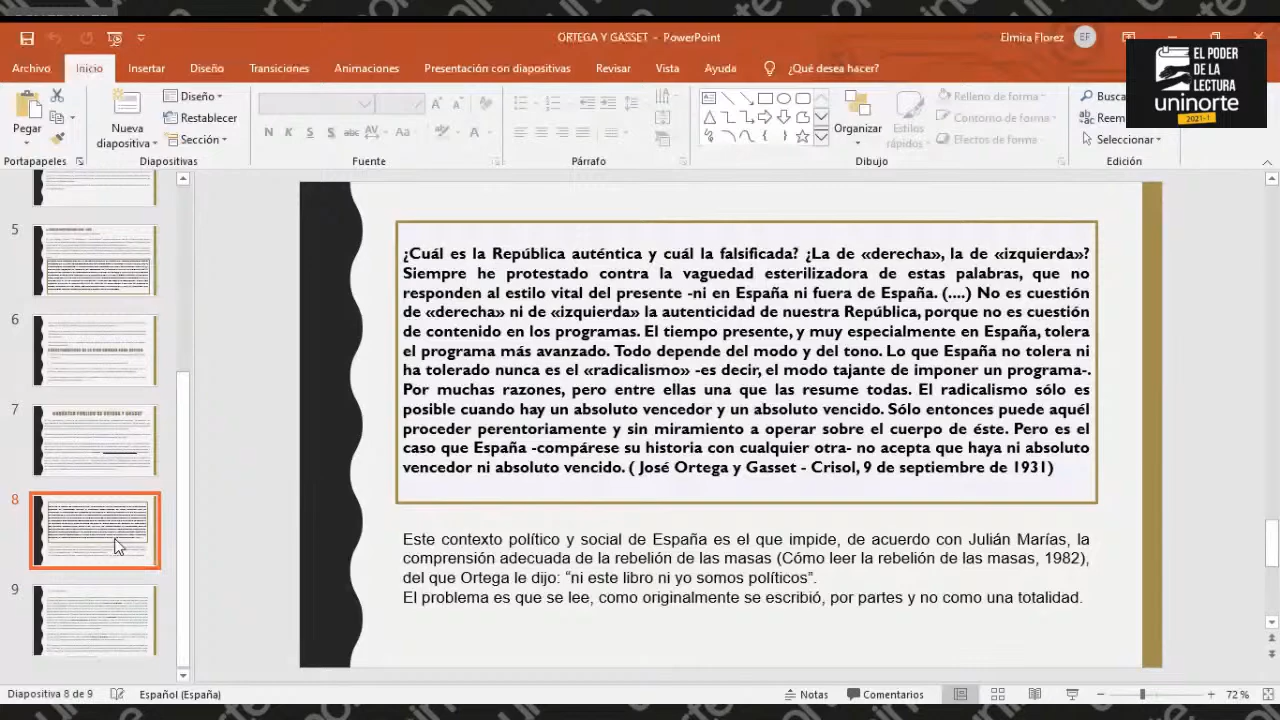 ORTEGA Y GASSET - PowerPoint
Elmira Florez
EF
Archivo
Inicio
Insertar
Diseño
Transiciones
Animaciones
Presentación con diapositivas
Revisar
Vista
Ayuda
¿Qué desea hacer?
EL PODER
DE LA
LECTURA
uninorte
2021-1
Pegar
Nueva
diapositiva
Diseño
Restablecer
Sección
N K S abc AV Aa
Organizar
Estilos
rápidos
Relleno de forma
Contorno de forma
Efectos de forma
Busca
Reem
Seleccionar
Portapapeles
Diapositivas
Fuente
Párrafo
Dibujo
Edición
5
6
7
8
9
¿Cuál es la República auténtica y cuál la falsificada? ¿La de «derecha», la de «izquierda»?
Siempre he protestado contra la vaguedad esterilizadora de estas palabras, que no
responden al estilo vital del presente -ni en España ni fuera de España. (....) No es cuestión
de «derecha» ni de «izquierda» la autenticidad de nuestra República, porque no es cuestión
de contenido en los programas. El tiempo presente, y muy especialmente en España, tolera
el programa más avanzado. Todo depende del modo y del tono. Lo que España no tolera ni
ha tolerado nunca es el «radicalismo» -es decir, el modo tajante de imponer un programa-.
Por muchas razones, pero entre ellas una que las resume todas. El radicalismo sólo es
posible cuando hay un absoluto vencedor y un absoluto vencido. Sólo entonces puede aquél
proceder perentoriamente y sin miramiento a operar sobre el cuerpo de éste. Pero es el
caso que España -compárese su historia con cualquier otra- no acepta que haya ni absoluto
vencedor ni absoluto vencido. ( José Ortega y Gasset - Crisol, 9 de septiembre de 1931)
Este contexto político y social de España es el que impide, de acuerdo con Julián Marías, la
comprensión adecuada de la rebelión de las masas (Cómo leer la rebelión de las masas, 1982),
del que Ortega le dijo: “ni este libro ni yo somos políticos”.
El problema es que se lee, como originalmente se escribió, por partes y no como una totalidad.
Diapositiva 8 de 9
Español (España)
Notas
Comentarios
72 %